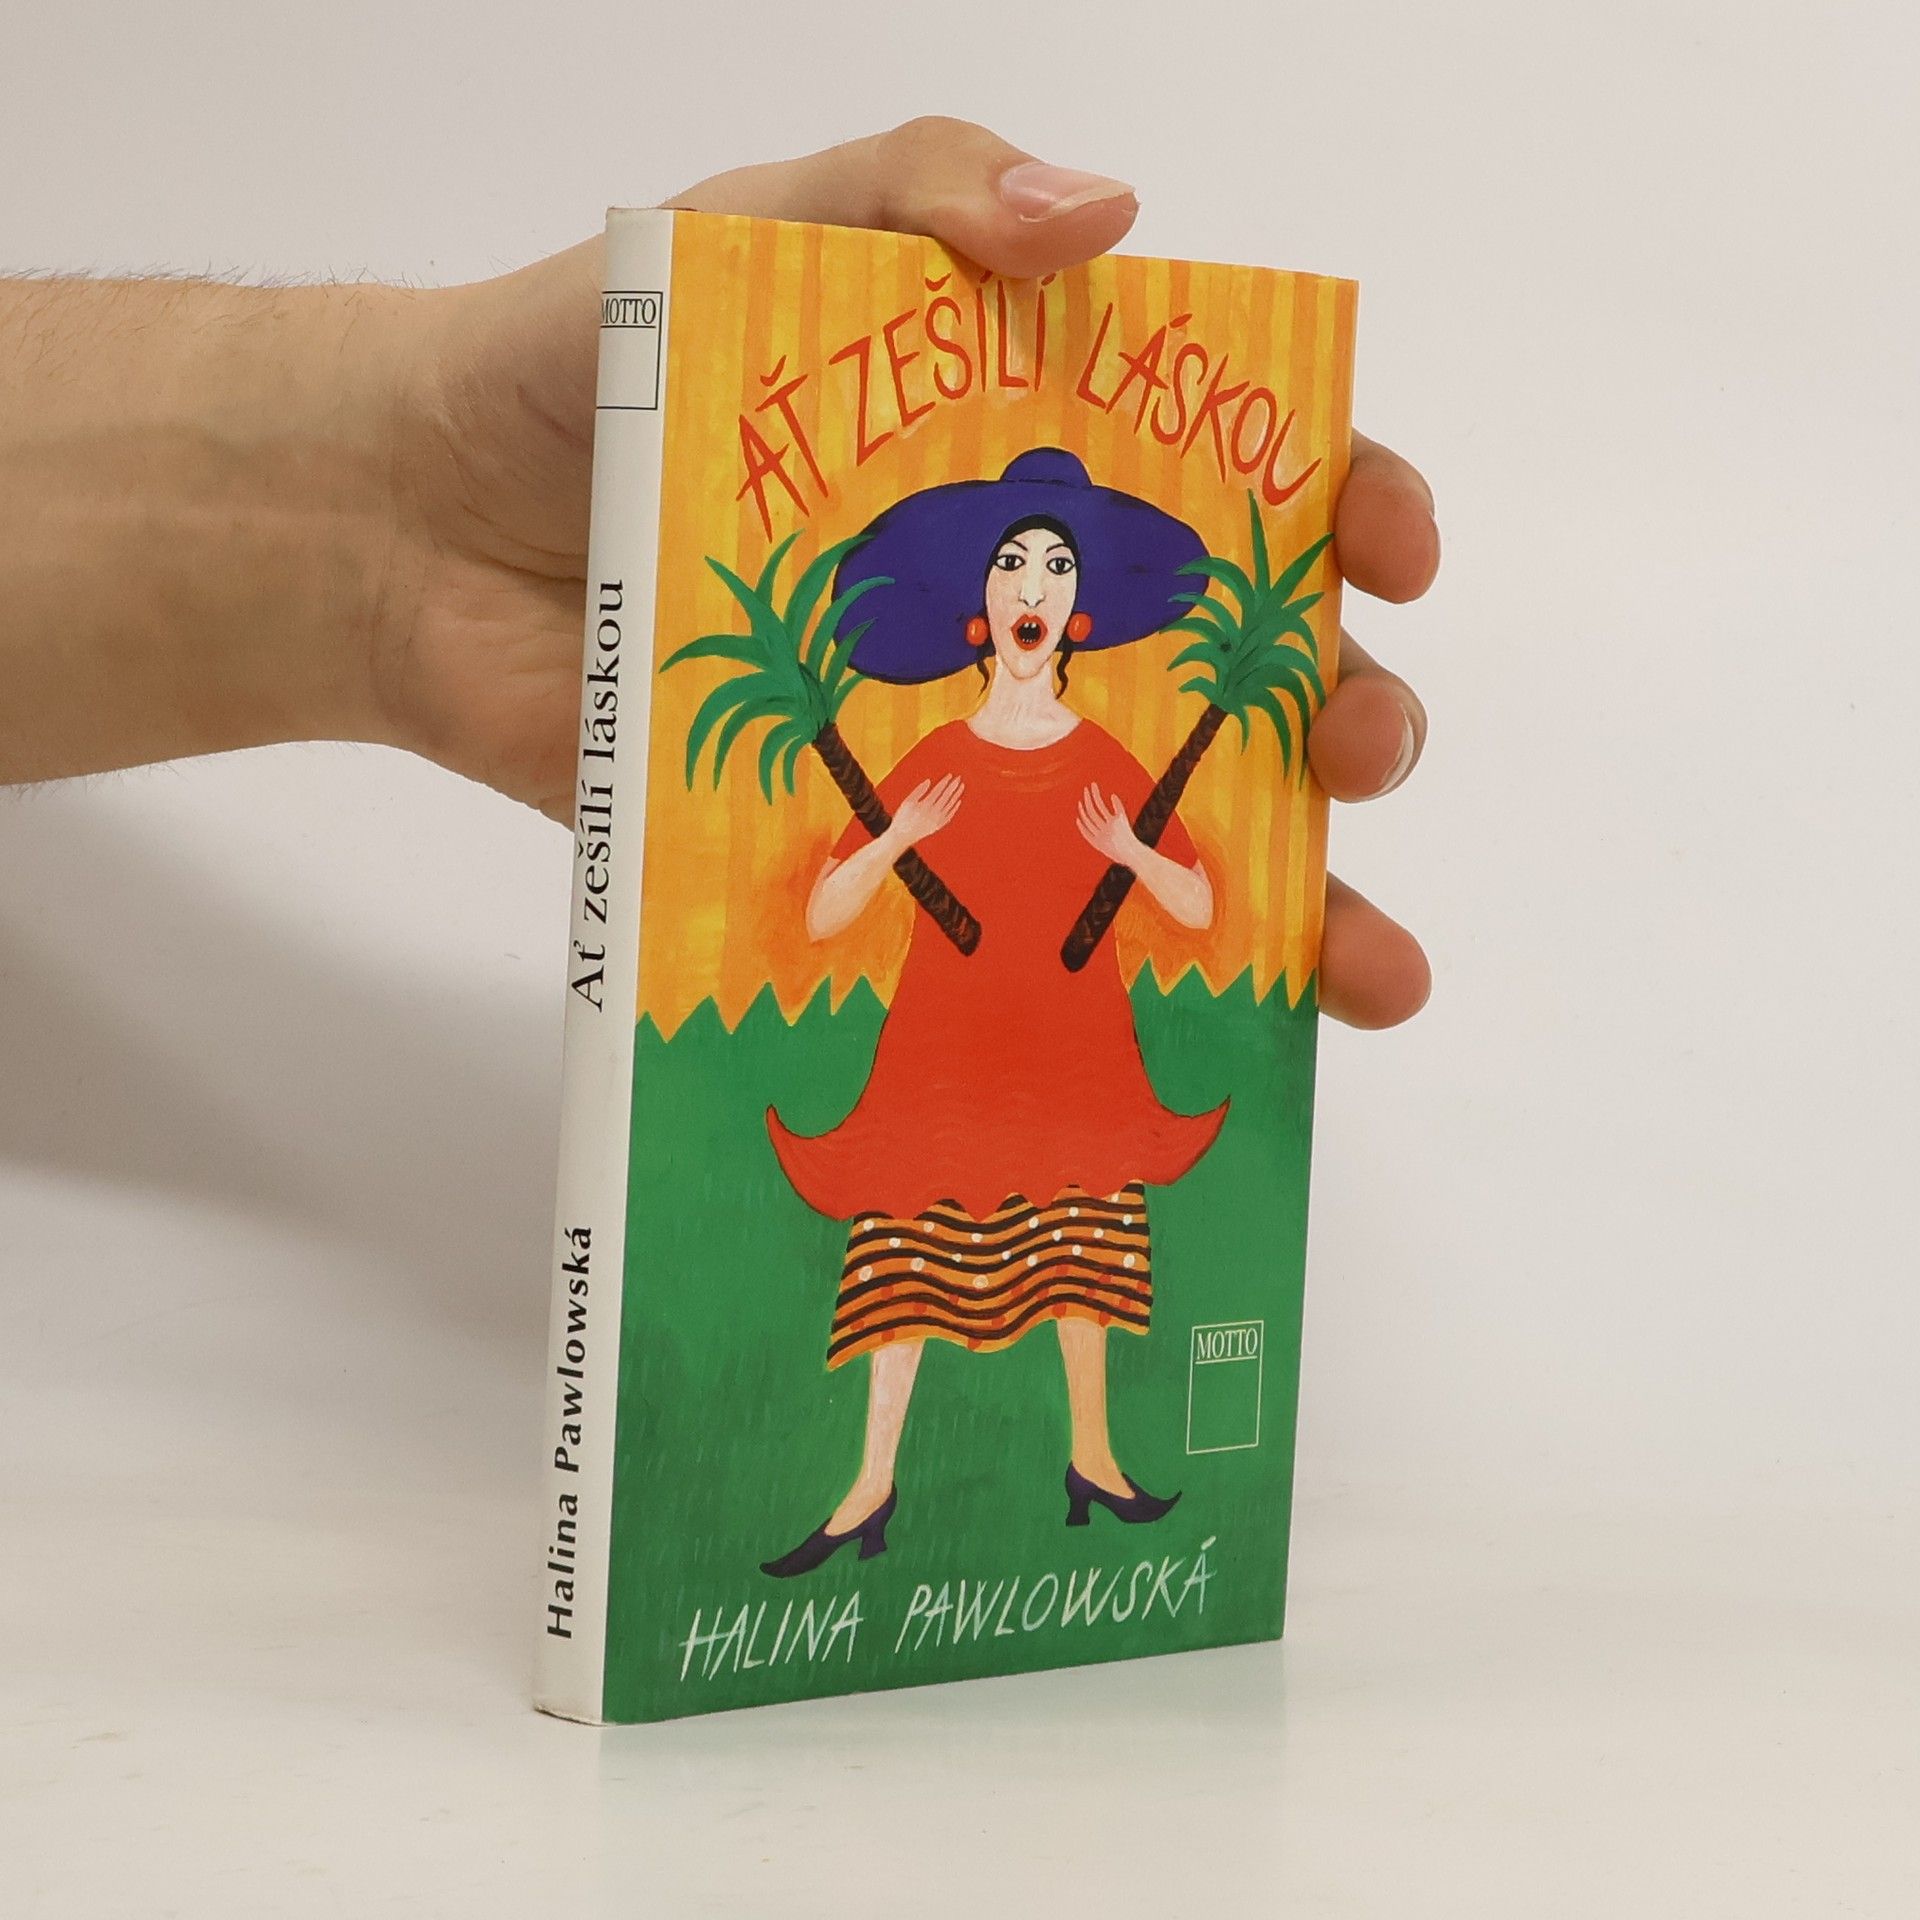 MOTTO
Ať zešílí láskou
Halina Pawlowská
AŤ ZEŠÍLÍ LÁSKOU
MOTTO
HALINA PAWLOWSKÁ